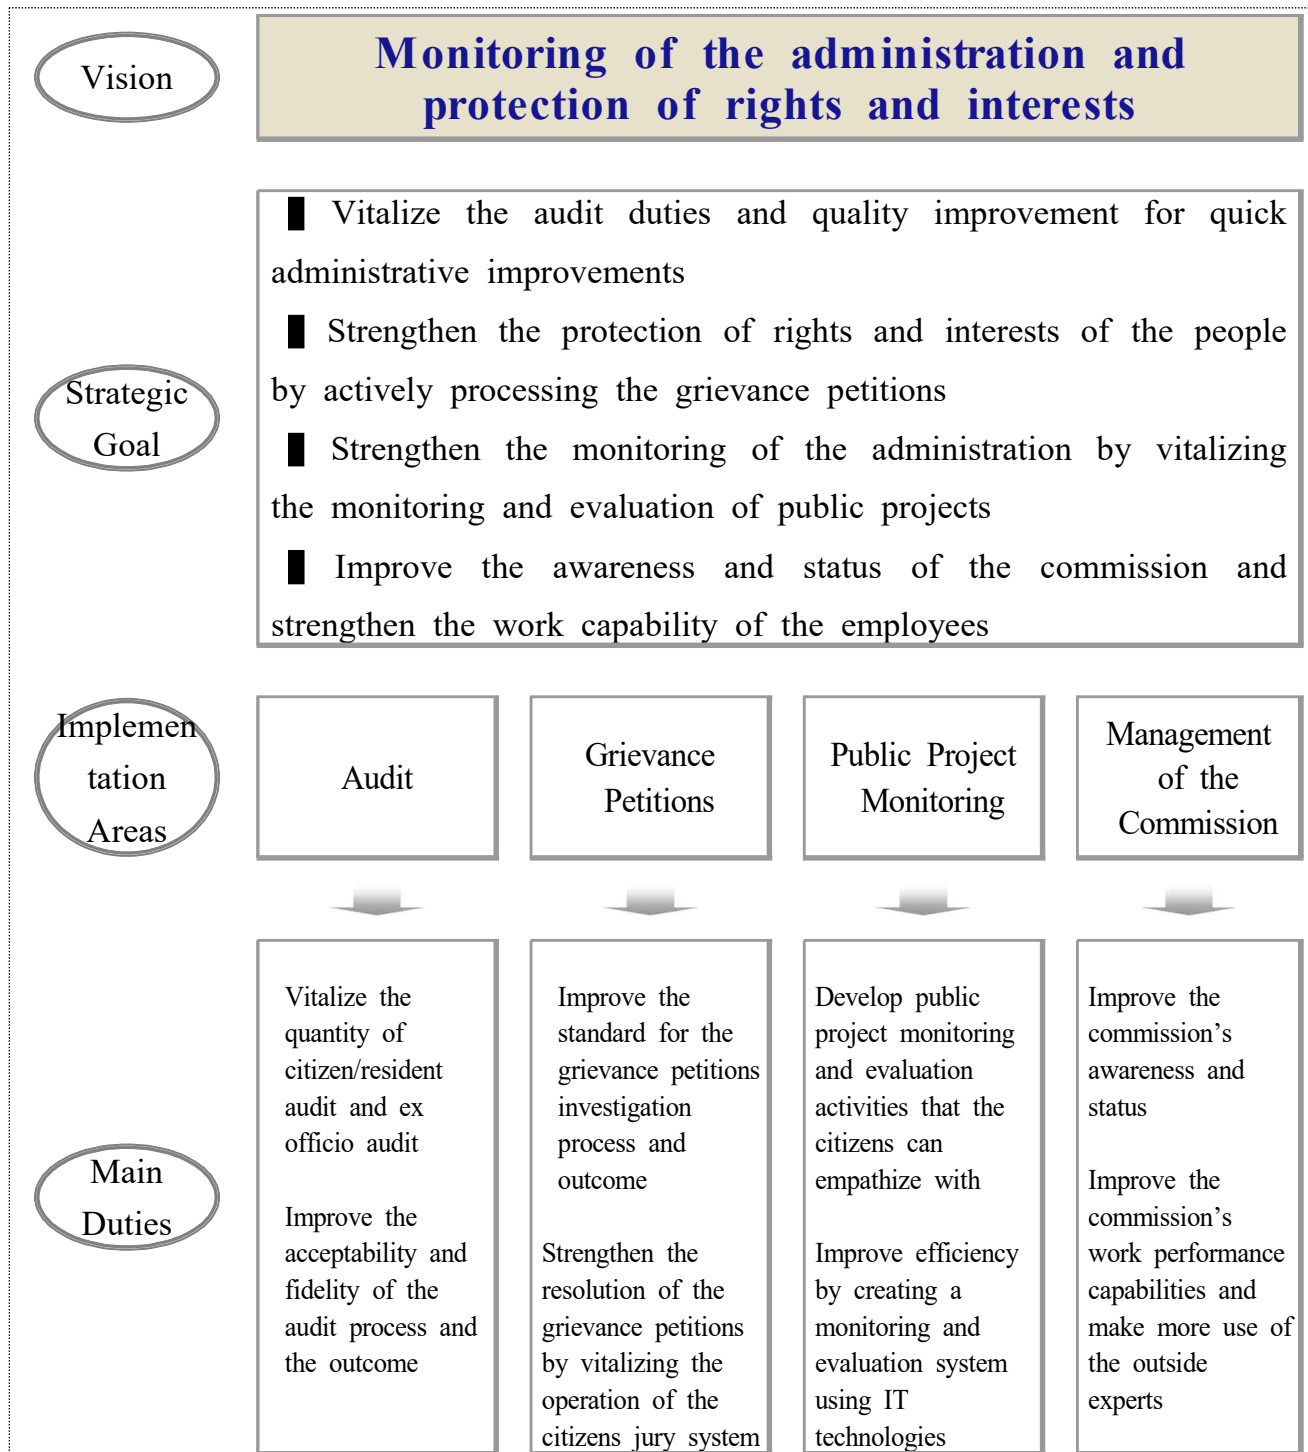 Vision
Monitoring of the administration and
protection of rights and interests
Strategic
Goal
Vitalize the audit duties and quality improvement for quick
administrative improvements
Strengthen the protection of rights and interests of the people
by actively processing the grievance petitions
Strengthen the monitoring of the administration by vitalizing
the monitoring and evaluation of public projects
Improve the awareness and status of the commission and
strengthen the work capability of the employees
Implemen
tation
Areas
Audit
Grievance
Petitions
Public Project
Monitoring
Management
of the
Commission
Main
Duties
Vitalize the
quantity of
citizen/resident
audit and ex
officio audit
Improve the
acceptability and
fidelity of the
audit process and
the outcome
Improve the
standard for the
grievance petitions
investigation
process and
outcome
Strengthen the
resolution of the
grievance petitions
by vitalizing the
operation of the
citizens jury system
Develop public
project monitoring
and evaluation
activities that the
citizens can
empathize with
Improve efficiency
by creating a
monitoring and
evaluation system
using IT
technologies
Improve the
commission’s
awareness and
status
Improve the
commission’s
work performance
capabilities and
make more use of
the outside
experts